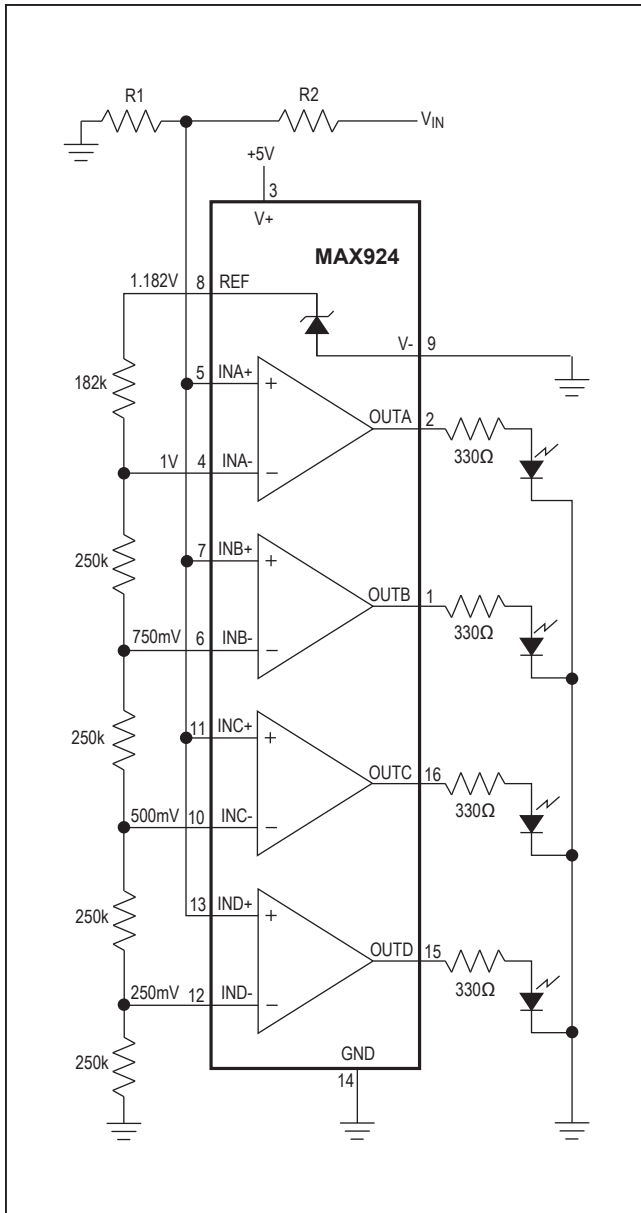 R1
R2
VIN
+5V
3
V+
MAX924
1.182V
8
REF
V-
9
182k
5
INA+
+
OUTA
2
330Ω
1V
4
INA-
−
250k
7
INB+
+
OUTB
1
330Ω
750mV
6
INB-
−
250k
11
INC+
+
OUTC
16
330Ω
500mV
10
INC-
−
250k
13
IND+
+
OUTD
15
330Ω
250mV
12
IND-
−
250k
GND
14